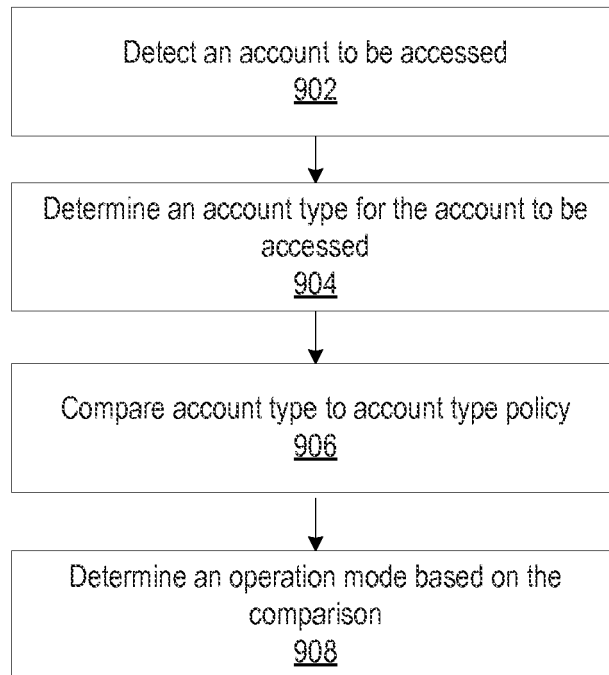 Detect an account to be accessed
902
Determine an account type for the account to be
accessed
904
Compare account type to account type policy
906
Determine an operation mode based on the
comparison
908